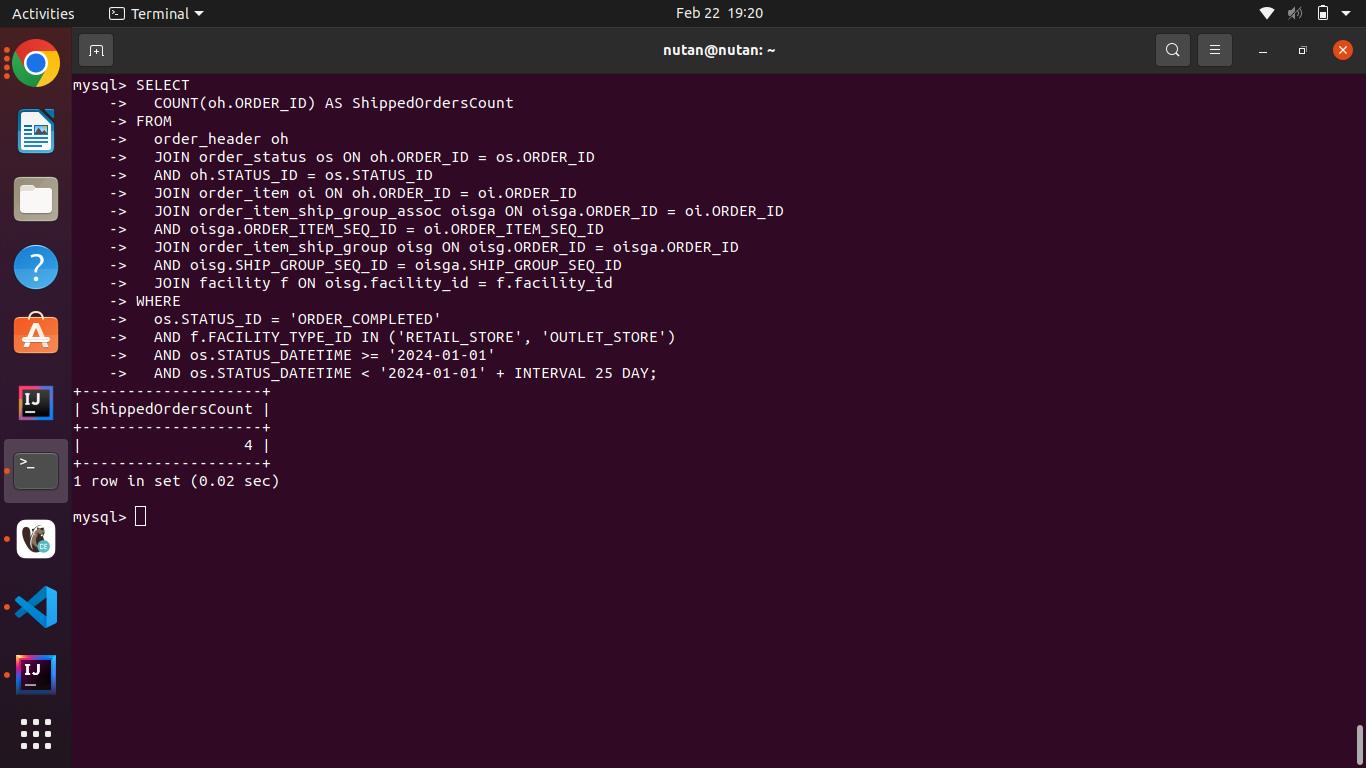 Activities
Terminal
Feb 22 19:20
nutan@nutan: ~
mysql> SELECT
    ->   COUNT(oh.ORDER_ID) AS ShippedOrdersCount
    -> FROM
    ->   order_header oh
    ->   JOIN order_status os ON oh.ORDER_ID = os.ORDER_ID
    ->   AND oh.STATUS_ID = os.STATUS_ID
    ->   JOIN order_item oi ON oh.ORDER_ID = oi.ORDER_ID
    ->   JOIN order_item_ship_group_assoc oisga ON oisga.ORDER_ID = oi.ORDER_ID
    ->   AND oisga.ORDER_ITEM_SEQ_ID = oi.ORDER_ITEM_SEQ_ID
    ->   JOIN order_item_ship_group oisg ON oisg.ORDER_ID = oisga.ORDER_ID
    ->   AND oisg.SHIP_GROUP_SEQ_ID = oisga.SHIP_GROUP_SEQ_ID
    ->   JOIN facility f ON oisg.facility_id = f.facility_id
    -> WHERE
    ->   os.STATUS_ID = 'ORDER_COMPLETED'
    ->   AND f.FACILITY_TYPE_ID IN ('RETAIL_STORE', 'OUTLET_STORE')
    ->   AND os.STATUS_DATETIME >= '2024-01-01'
    ->   AND os.STATUS_DATETIME < '2024-01-01' + INTERVAL 25 DAY;
+--------------------+
| ShippedOrdersCount |
+--------------------+
|                  4 |
+--------------------+
1 row in set (0.02 sec)
mysql>
IJ
>_
CE
IJ